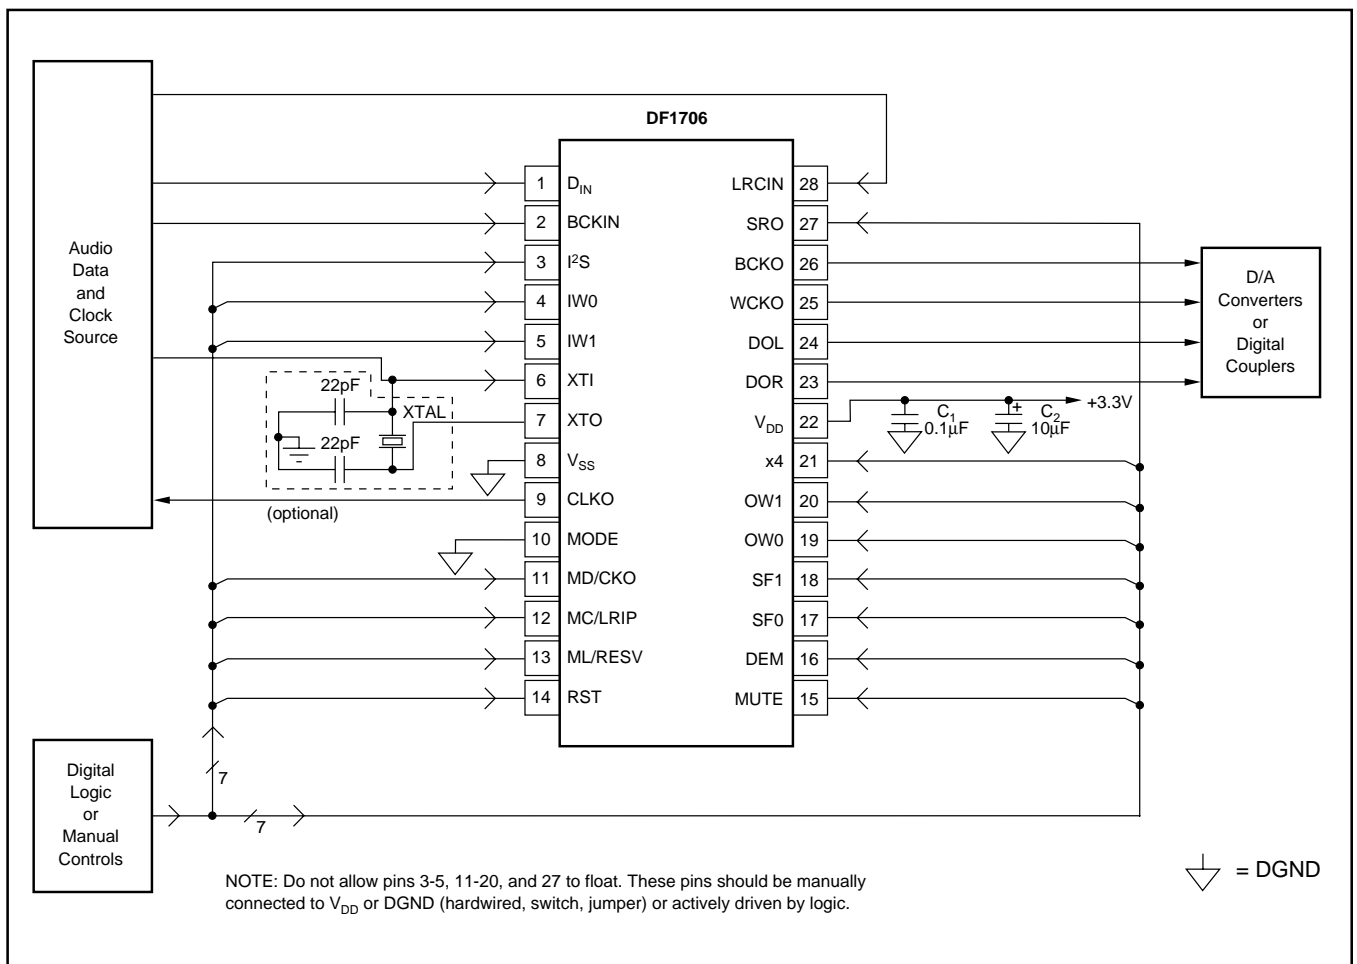 DF1706
Audio
Data
and
Clock
Source
1
D_IN
2
BCKIN
3
I²S
4
IW0
5
IW1
6
XTI
7
XTO
8
V_SS
9
CLKO
10
MODE
11
MD/CKO
12
MC/LRIP
13
ML/RESV
14
RST
LRCIN
28
SRO
27
BCKO
26
WCKO
25
DOL
24
DOR
23
V_DD
22
x4
21
OW1
20
OW0
19
SF1
18
SF0
17
DEM
16
MUTE
15
22pF
XTAL
22pF
(optional)
D/A
Converters
or
Digital
Couplers
+3.3V
C₁
0.1µF
+
C₂
10µF
Digital
Logic
or
Manual
Controls
7
7
NOTE: Do not allow pins 3-5, 11-20, and 27 to float. These pins should be manually
connected to V_DD or DGND (hardwired, switch, jumper) or actively driven by logic.
= DGND